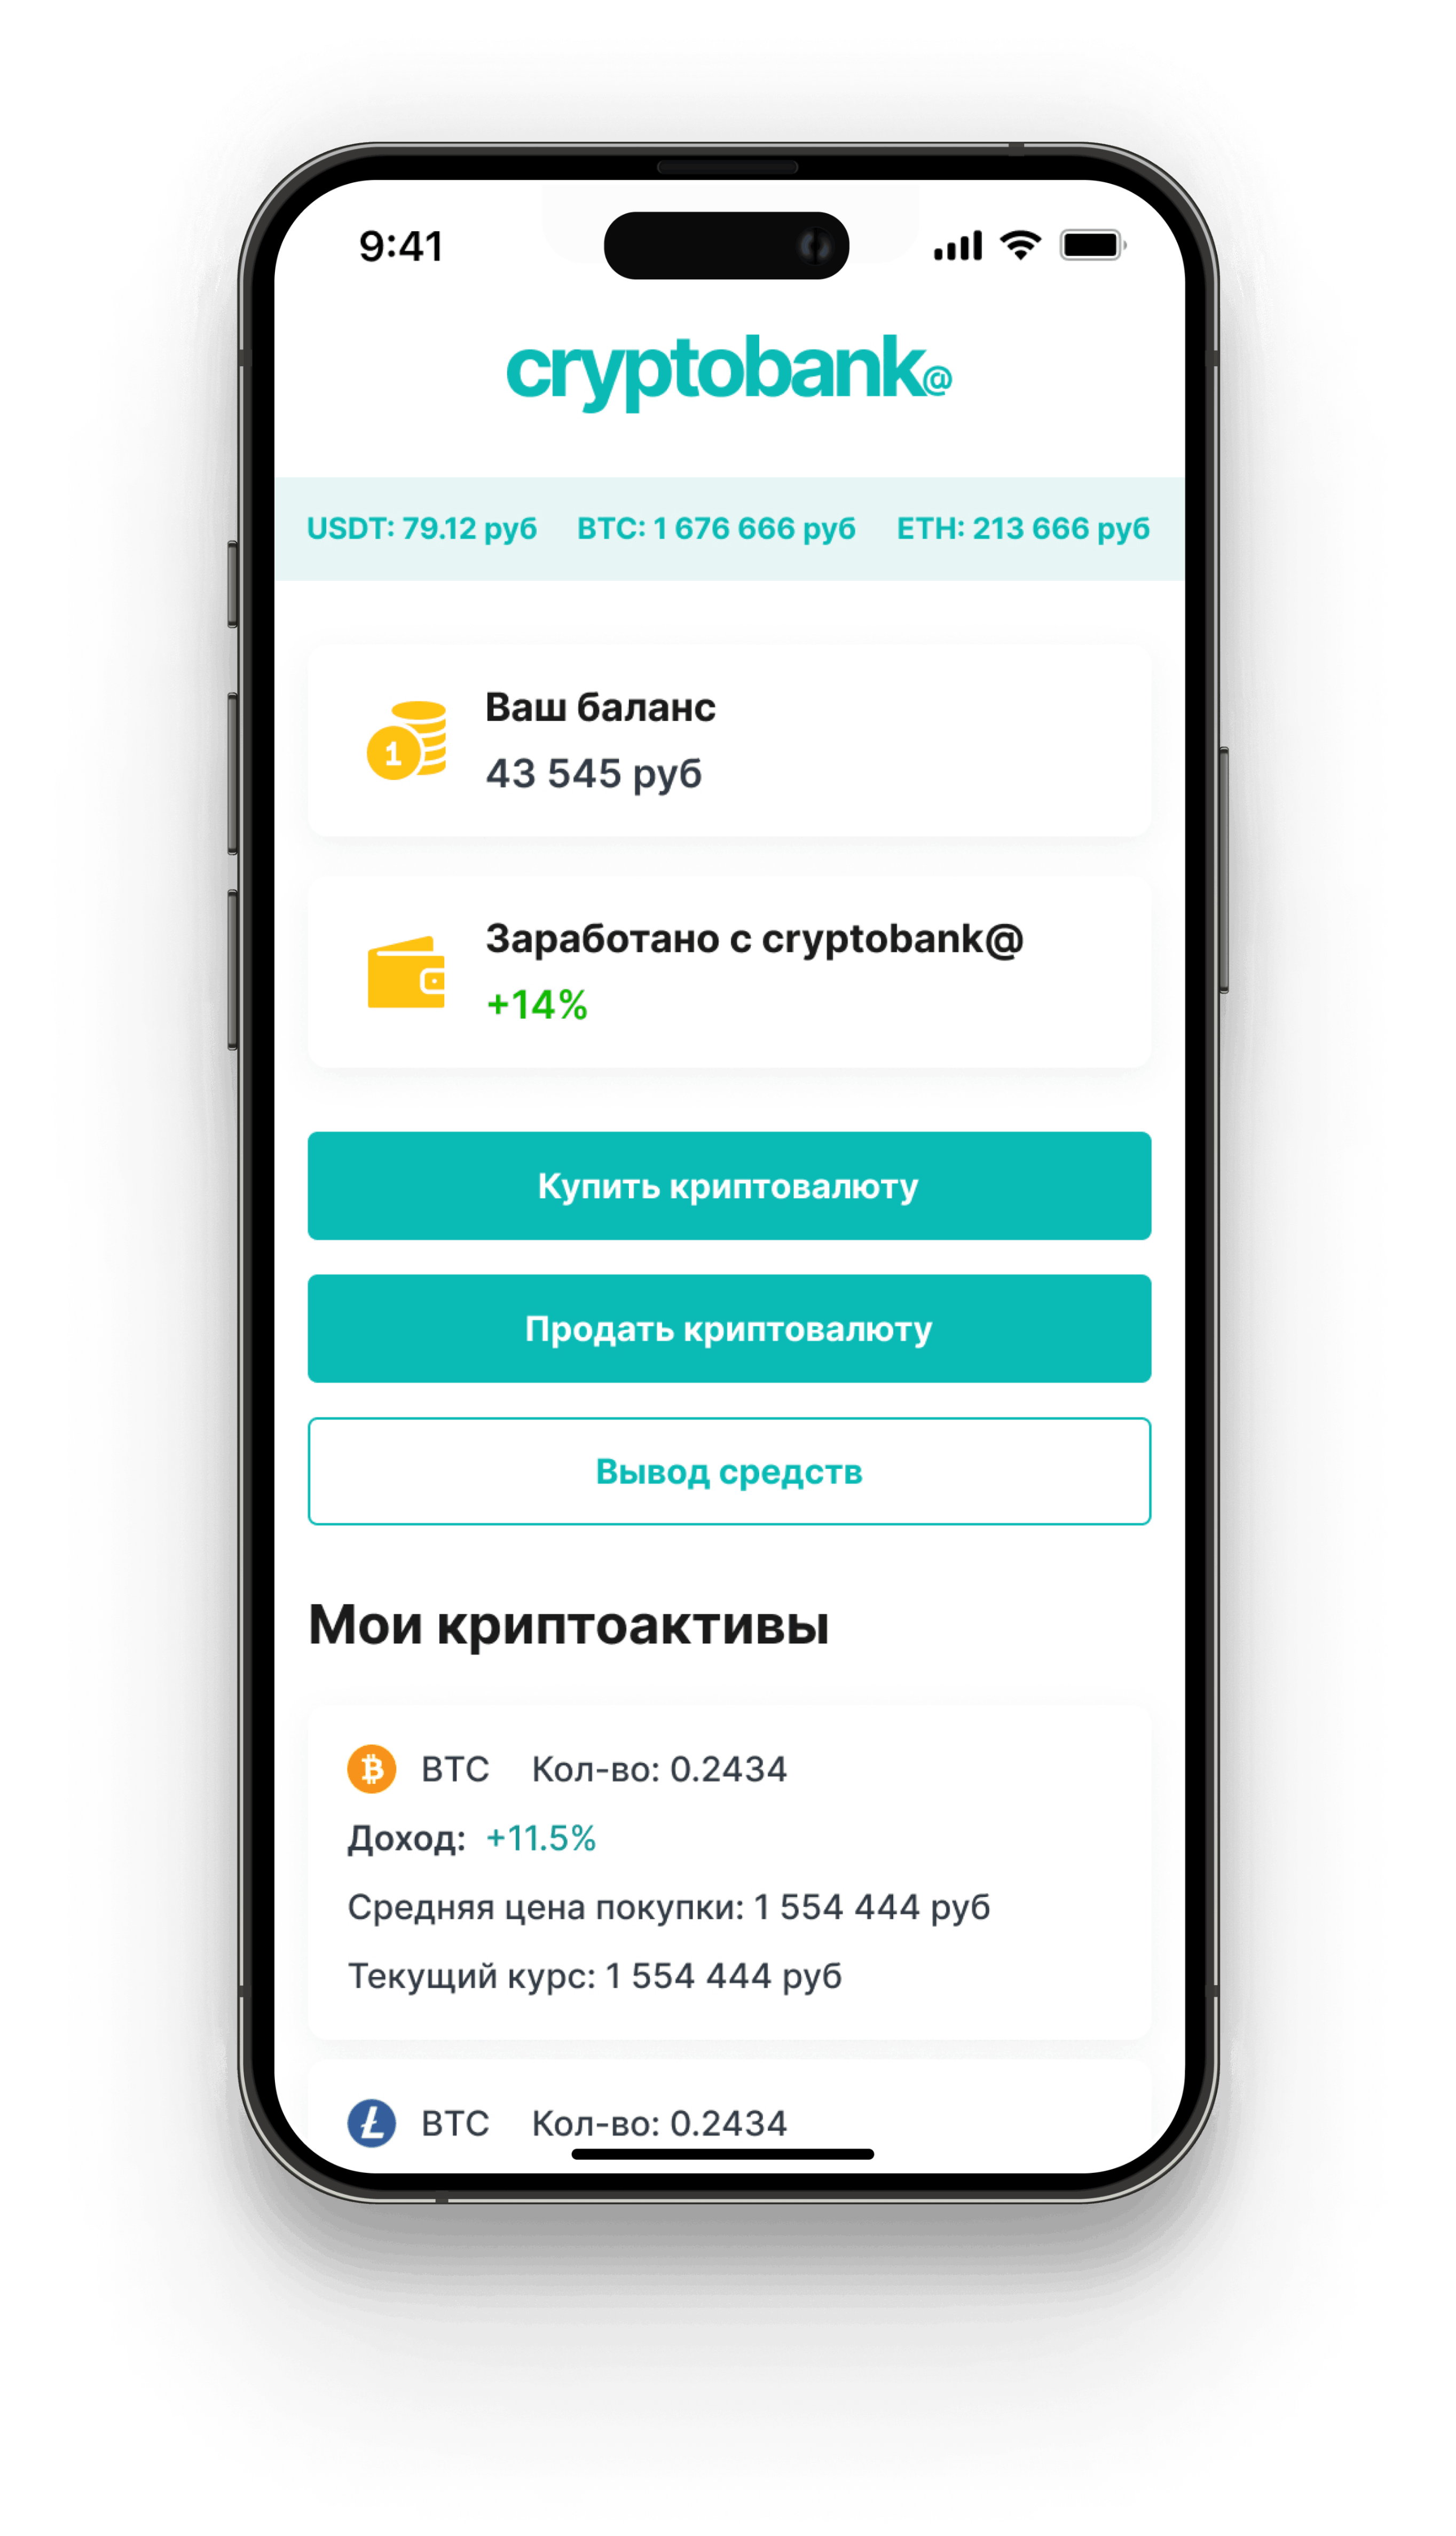 9:41
cryptobank@
USDT: 79.12 руб BTC: 1 676 666 руб ETH: 213 666 руб
Ваш баланс
1
43 545 руб
Заработано с cryptobank@
+14%
Купить криптовалюту
Продать криптовалюту
Вывод средств
Мои криптоактивы
BTC Кол-во: 0.2434
Доход: +11.5%
Средняя цена покупки: 1 554 444 руб
Текущий курс: 1 554 444 руб
BTC Кол-во: 0.2434